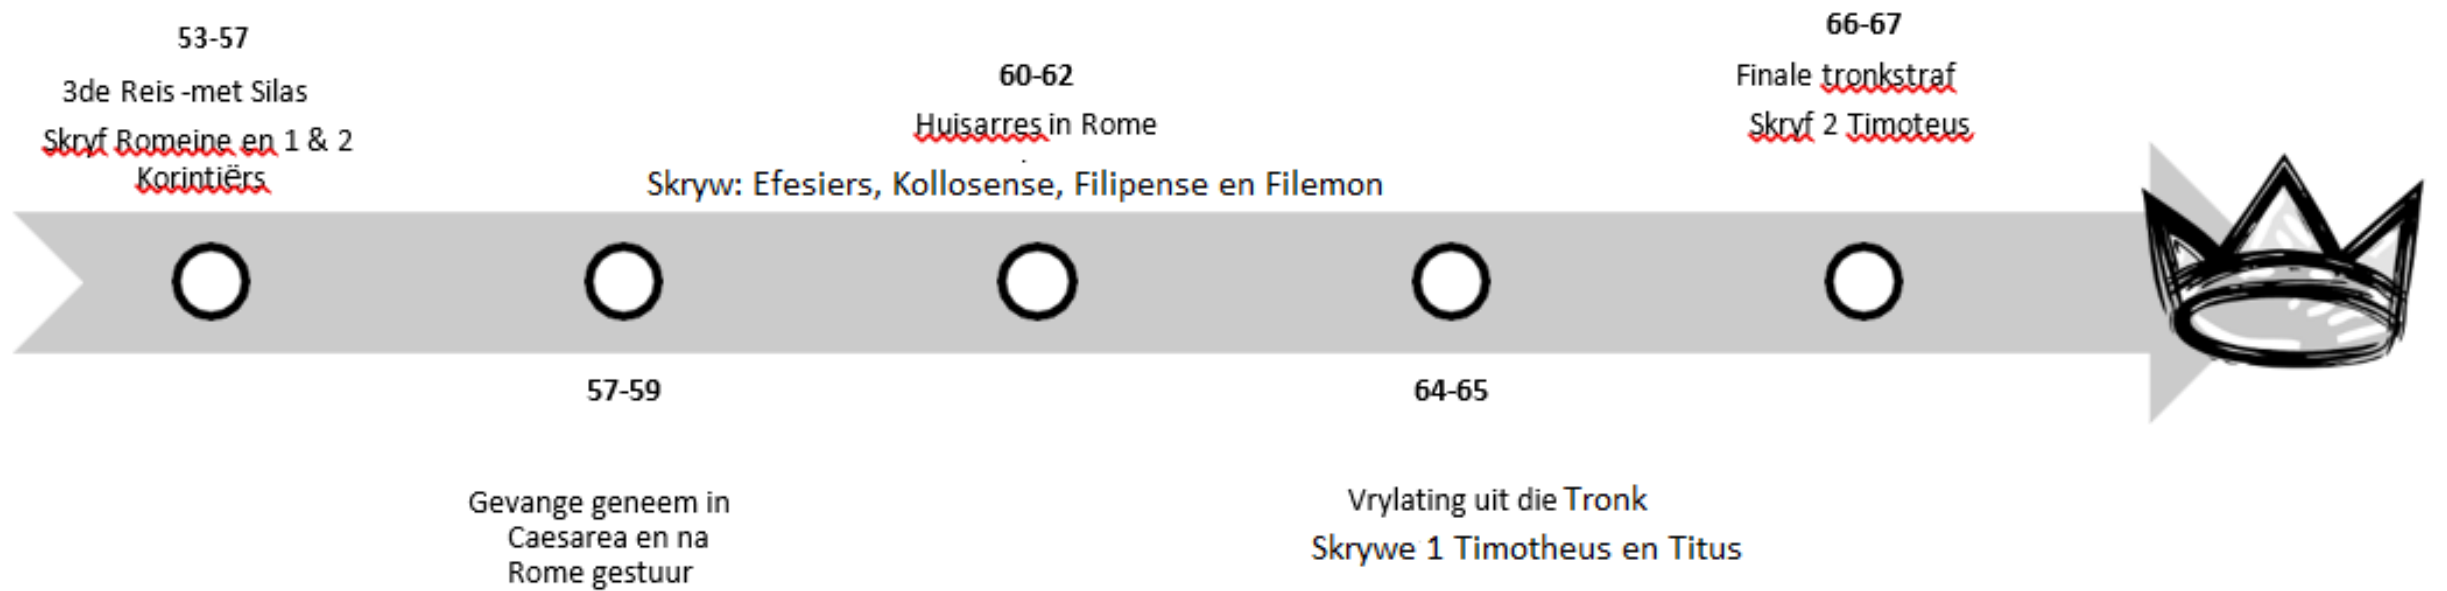 53-57
3de Reis -met Silas
Skryf Romeine en 1 & 2
Korintiërs
57-59
Gevange geneem in
Caesarea en na
Rome gestuur
60-62
Huisarres in Rome
.
Skryw: Efesiers, Kollosense, Filipense en Filemon
64-65
Vrylating uit die Tronk
Skrywe 1 Timotheus en Titus
66-67
Finale tronkstraf
Skryf 2 Timoteus